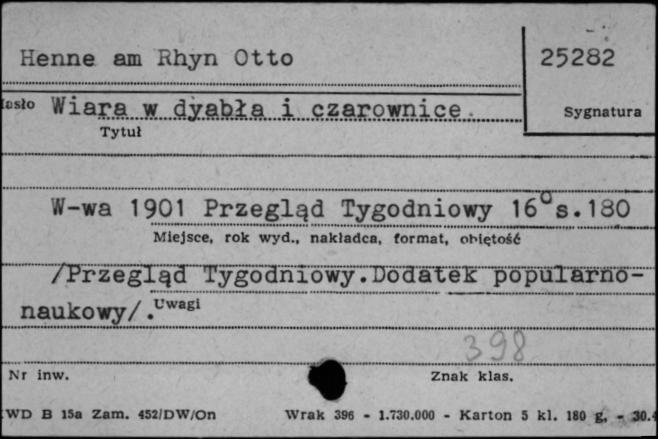 Henne am Rhyn Otto 25282
Wiara w dyabła i czarownice. Sygnatura
Tytuł
W-wa 1901 Przegląd Tygodniowy 16° s.180
Miejsce, rok wyd., nakładca, format, objętość
/Przegląd Tygodniowy.Dodatek popularno-
naukowy/. Uwagi
398
Nr inw. Znak klas.
WD B 15a Zam. 452/DW/On Wrak 396 - 1.730.000 - Karton 5 kl. 180 g. - 30.4